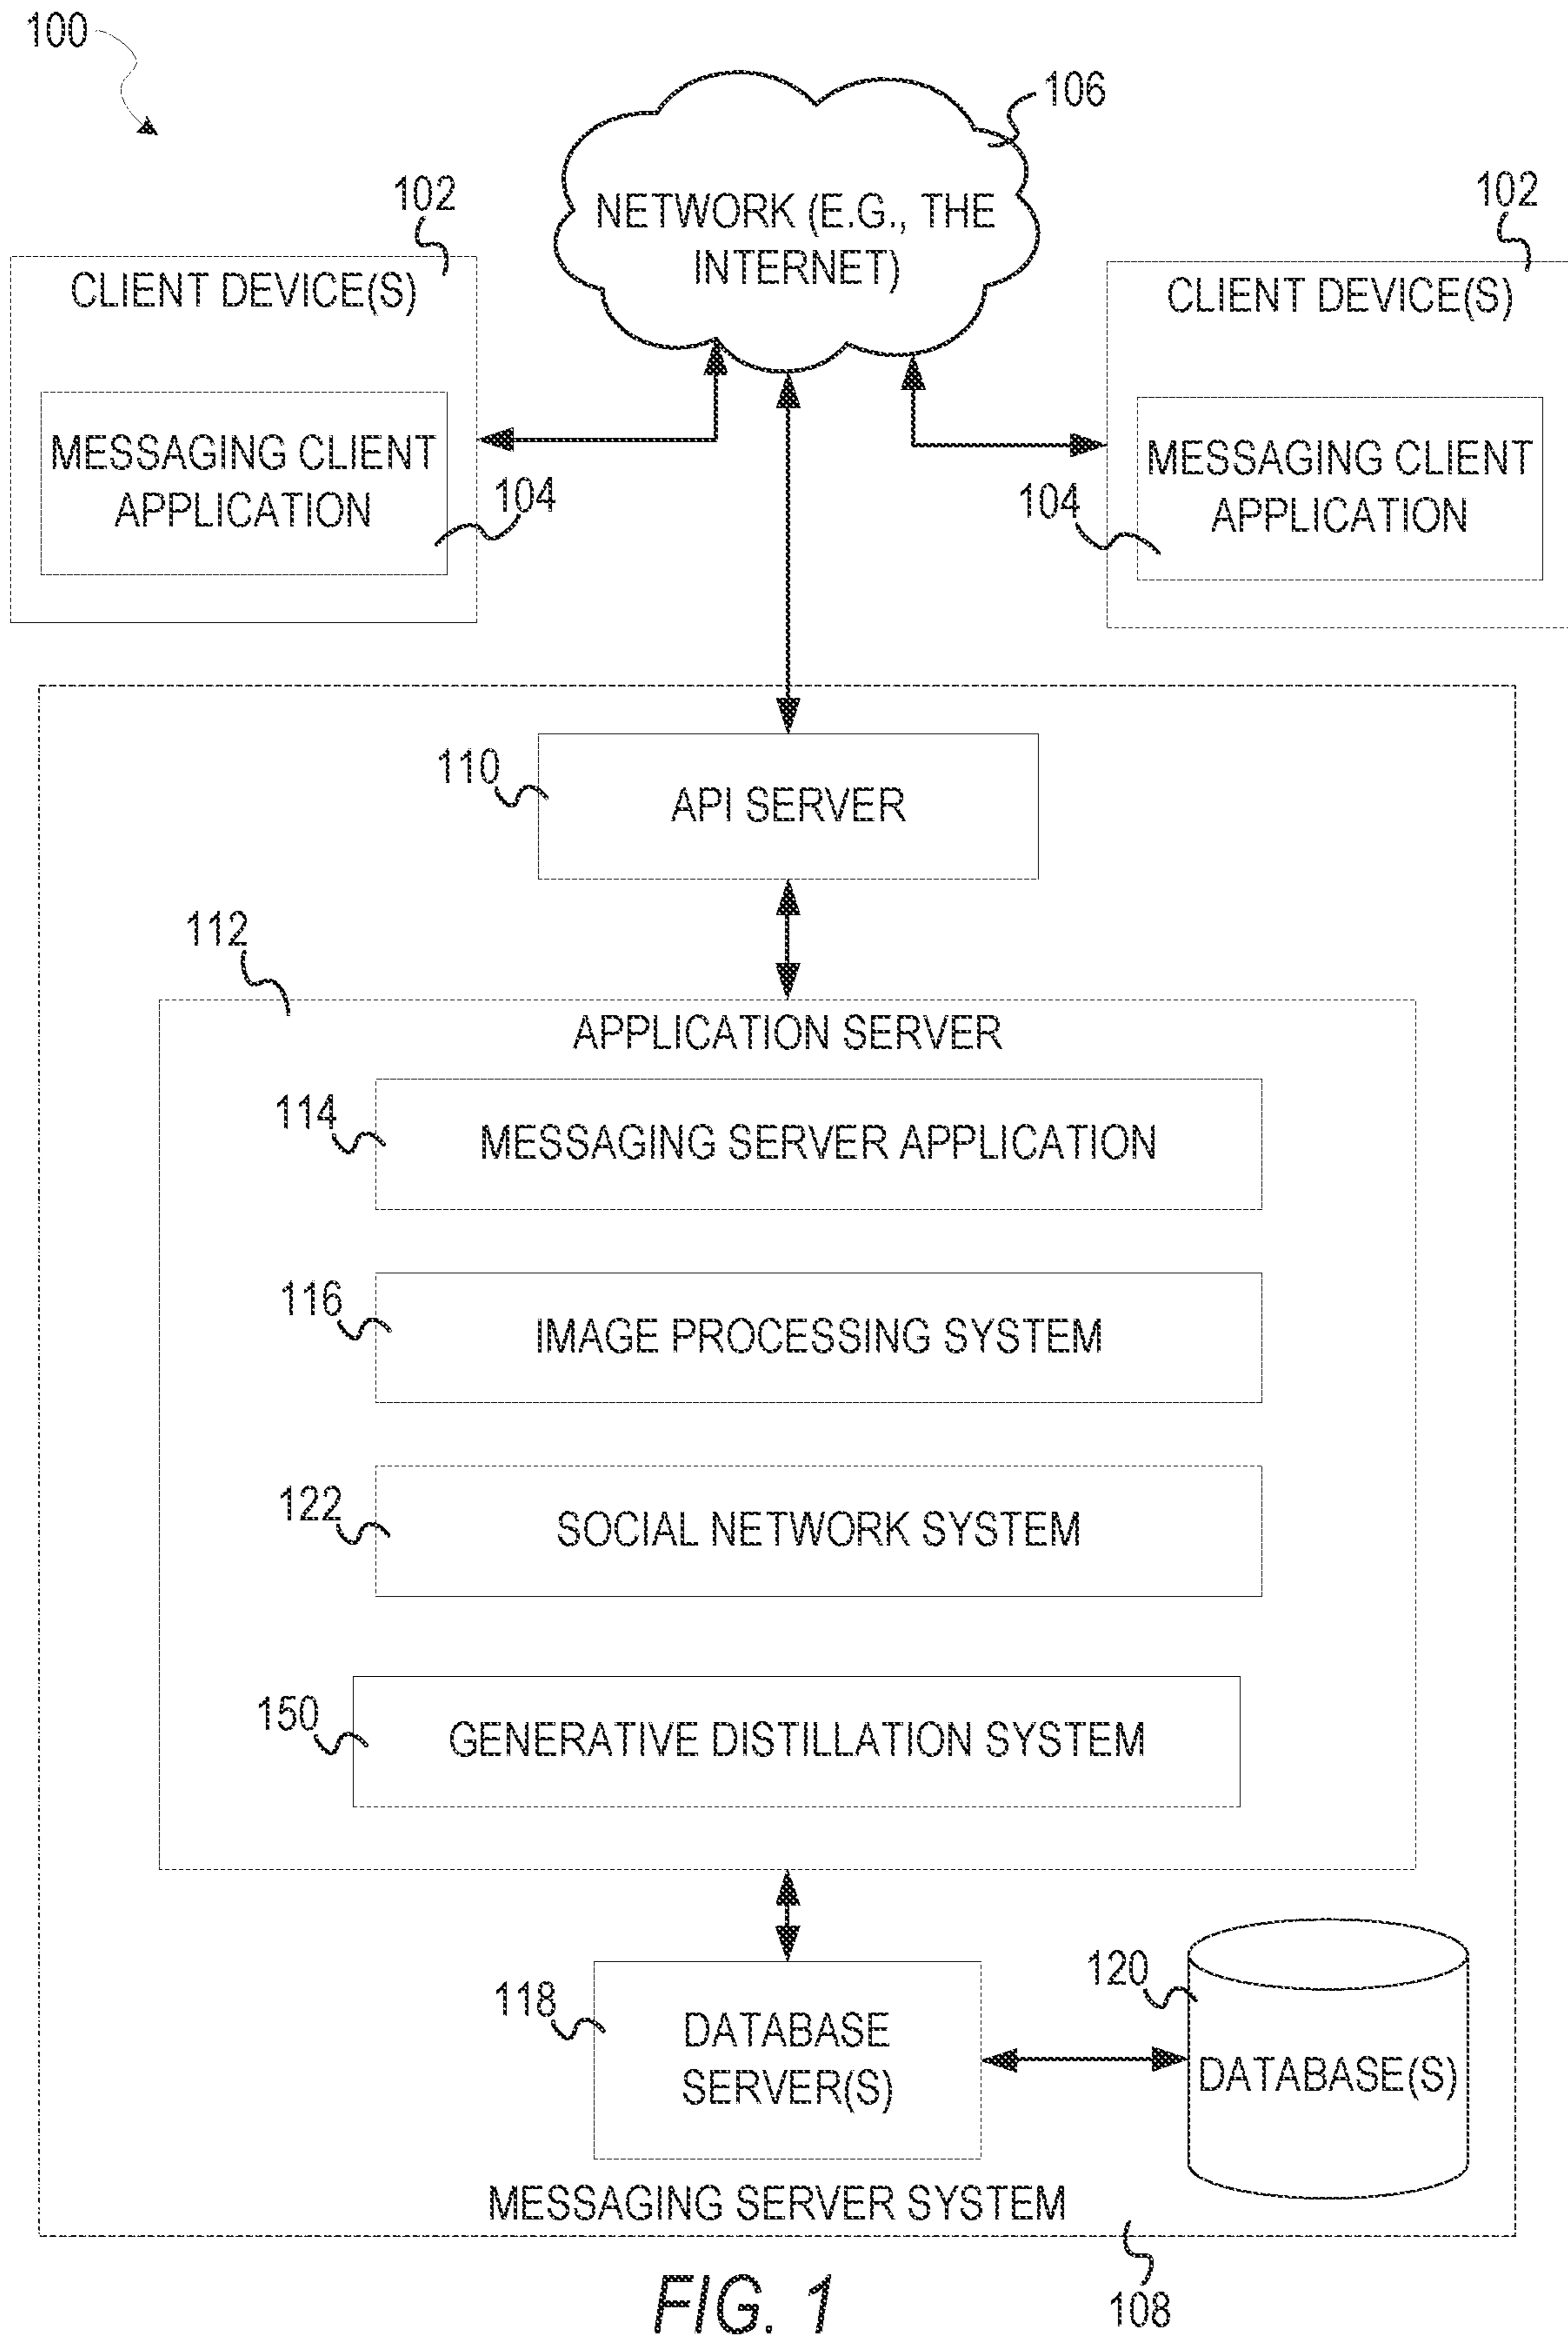 100
106
NETWORK (E.G., THE
INTERNET)
102
CLIENT DEVICE(S)
MESSAGING CLIENT
APPLICATION
104
102
CLIENT DEVICE(S)
MESSAGING CLIENT
APPLICATION
104
110
API SERVER
112
APPLICATION SERVER
114
MESSAGING SERVER APPLICATION
116
IMAGE PROCESSING SYSTEM
122
SOCIAL NETWORK SYSTEM
150
GENERATIVE DISTILLATION SYSTEM
118
DATABASE
SERVER(S)
120
DATABASE(S)
MESSAGING SERVER SYSTEM
108
FIG. 1